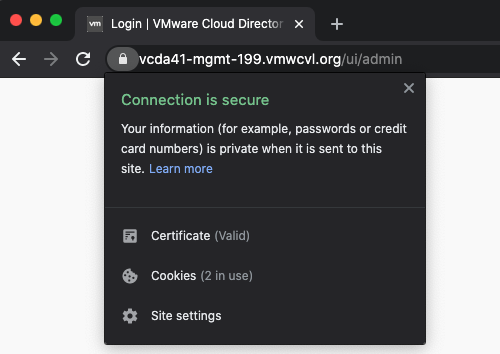 vm
Login | VMware Cloud Director
vcda41-mgmt-199.vmwcvl.org/ui/admin
Connection is secure
Your information (for example, passwords or credit
card numbers) is private when it is sent to this
site. Learn more
Certificate (Valid)
Cookies (2 in use)
Site settings